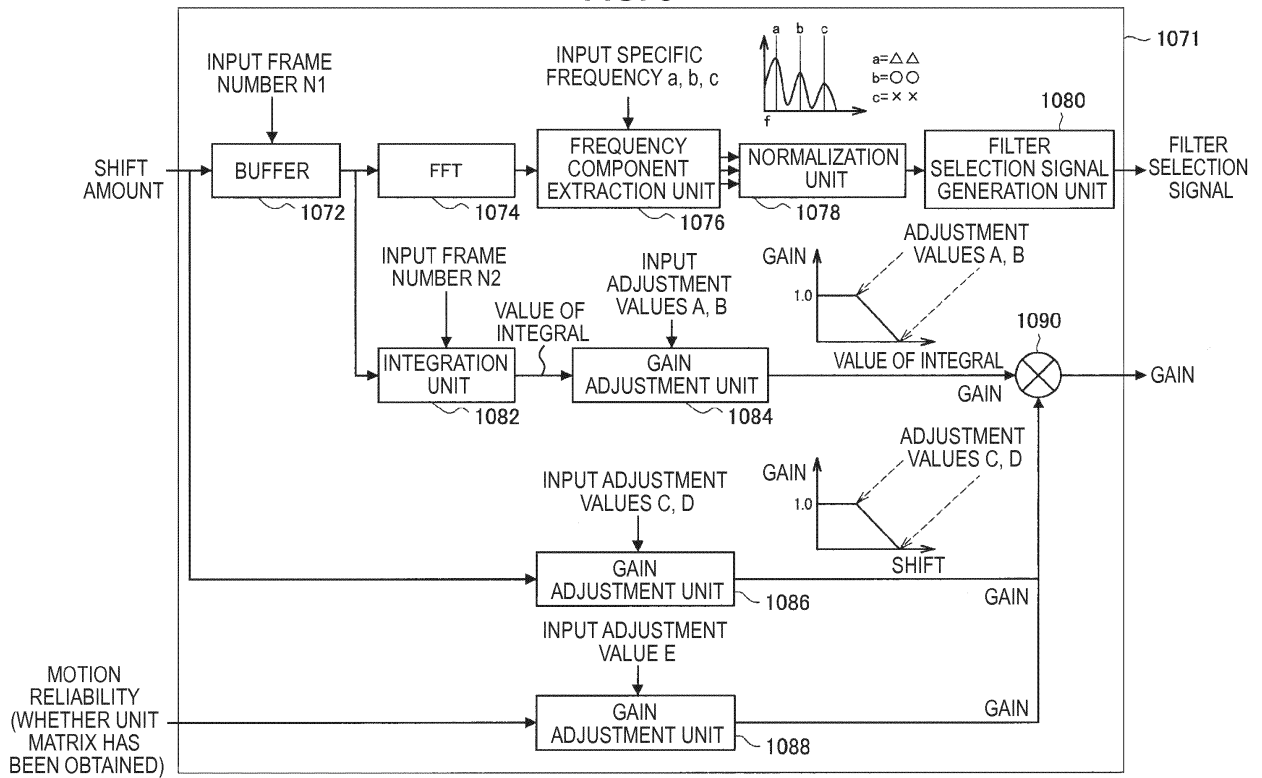 1071
INPUT FRAME
NUMBER N1
INPUT SPECIFIC
FREQUENCY a, b, c
a b c
f
a=△△
b=○○
c=××
1080
SHIFT
AMOUNT
BUFFER
1072
FFT
1074
FREQUENCY
COMPONENT
EXTRACTION UNIT
1076
NORMALIZATION
UNIT
1078
FILTER
SELECTION SIGNAL
GENERATION UNIT
FILTER
SELECTION
SIGNAL
INPUT FRAME
NUMBER N2
VALUE OF
INTEGRAL
INPUT
ADJUSTMENT
VALUES A, B
GAIN
1.0
ADJUSTMENT
VALUES A, B
VALUE OF INTEGRAL
INTEGRATION
UNIT
1082
GAIN
ADJUSTMENT UNIT
1084
GAIN
1090
GAIN
INPUT ADJUSTMENT
VALUES C, D
GAIN
1.0
ADJUSTMENT
VALUES C, D
SHIFT
GAIN
ADJUSTMENT UNIT
1086
GAIN
INPUT ADJUSTMENT
VALUE E
MOTION
RELIABILITY
(WHETHER UNIT
MATRIX HAS
BEEN OBTAINED)
GAIN
ADJUSTMENT UNIT
1088
GAIN